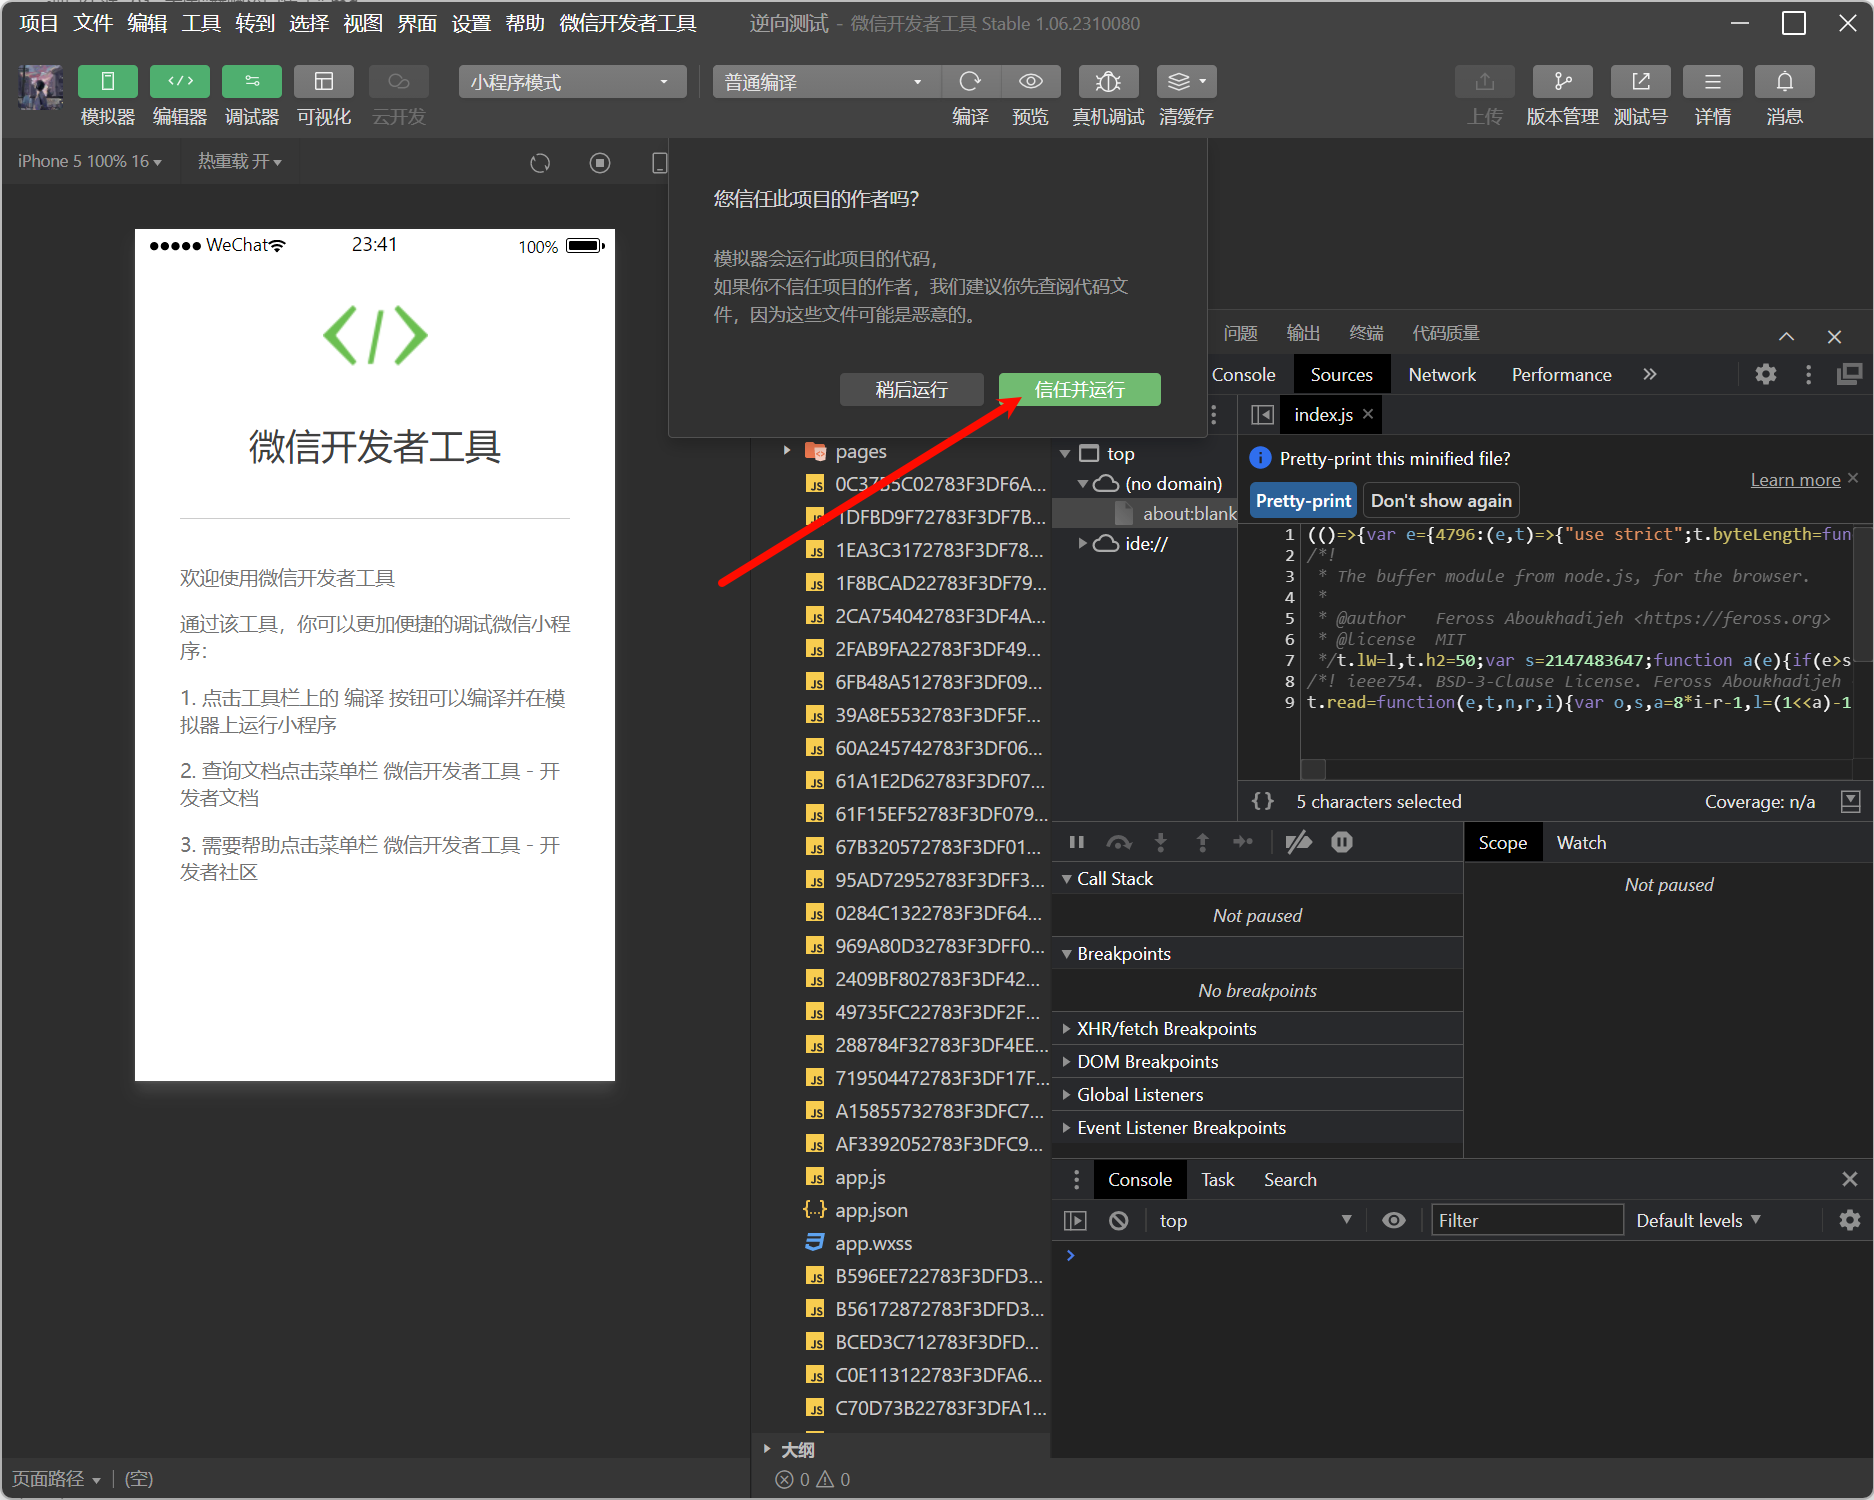 项目 文件 编辑 工具 转到 选择 视图 界面 设置 帮助 微信开发者工具 逆向测试 - 微信开发者工具 Stable 1.06.2310080
小程序模式 普通编译
模拟器 编辑器 调试器 可视化 云开发 编译 预览 真机调试 清缓存 上传 版本管理 测试号 详情 消息
iPhone 5 100% 16 热重载 开
您信任此项目的作者吗?
模拟器会运行此项目的代码,
如果你不信任项目的作者，我们建议你先查阅代码文
件，因为这些文件可能是恶意的。
稍后运行 信任并运行
WeChat 23:41 100%
微信开发者工具
欢迎使用微信开发者工具
通过该工具，你可以更加便捷的调试微信小程
序：
1. 点击工具栏上的 编译 按钮可以编译并在模
拟器上运行小程序
2. 查询文档点击菜单栏 微信开发者工具 - 开
发者文档
3. 需要帮助点击菜单栏 微信开发者工具 - 开
发者社区
页面路径 (空)
pages
0C37B5C02783F3DF6A...
1DFBD9F72783F3DF7B...
1EA3C3172783F3DF78...
1F8BCAD22783F3DF79...
2CA754042783F3DF4A...
2FAB9FA22783F3DF49...
6FB48A512783F3DF09...
39A8E5532783F3DF5F...
60A245742783F3DF06...
61A1E2D62783F3DF07...
61F15EF52783F3DF079...
67B320572783F3DF01...
95AD72952783F3DFF3...
0284C1322783F3DF64...
969A80D32783F3DFF0...
2409BF802783F3DF42...
49735FC22783F3DF2F...
288784F32783F3DF4EE...
719504472783F3DF17F...
A15855732783F3DFC7...
AF3392052783F3DFC9...
app.js
app.json
app.wxss
B596EE722783F3DFD3...
B56172872783F3DFD3...
BCED3C712783F3DFD...
C0E113122783F3DFA6...
C70D73B22783F3DFA1...
大纲
0 0
问题 输出 终端 代码质量
Console Sources Network Performance
top
(no domain)
about:blank
ide://
index.js
Pretty-print this minified file?
Learn more
Pretty-print Don't show again
1 (()=>{var e={4796:(e,t)=>{"use strict";t.byteLength=fun
2 /*!
3 * The buffer module from node.js, for the browser.
4 *
5 * @author Feross Aboukhadijeh <https://feross.org>
6 * @license MIT
7 */t.lW=l,t.h2=50;var s=2147483647;function a(e){if(e>s
8 /*! ieee754. BSD-3-Clause License. Feross Aboukhadijeh
9 t.read=function(e,t,n,r,i){var o,s,a=8*i-r-1,l=(1<<a)-1
{} 5 characters selected Coverage: n/a
Scope Watch
Not paused
Call Stack
Not paused
Breakpoints
No breakpoints
XHR/fetch Breakpoints
DOM Breakpoints
Global Listeners
Event Listener Breakpoints
Console Task Search
top Filter Default levels